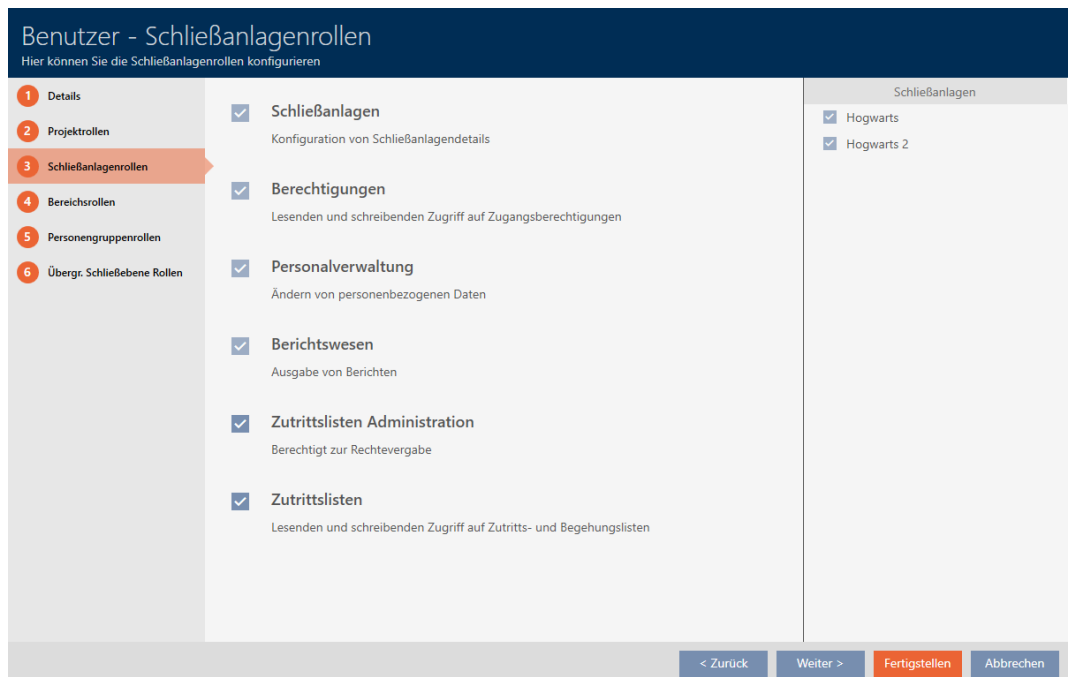 Benutzer - Schließanlagenrollen
Hier können Sie die Schließanlagenrollen konfigurieren
1 Details
2 Projektrollen
3 Schließanlagenrollen
4 Bereichsrollen
5 Personengruppenrollen
6 Übergr. Schließebene Rollen
Schließanlagen
Konfiguration von Schließanlagendetails
Berechtigungen
Lesenden und schreibenden Zugriff auf Zugangsberechtigungen
Personalverwaltung
Ändern von personenbezogenen Daten
Berichtswesen
Ausgabe von Berichten
Zutrittslisten Administration
Berechtigt zur Rechtevergabe
Zutrittslisten
Lesenden und schreibenden Zugriff auf Zutritts- und Begehungslisten
Schließanlagen
Hogwarts
Hogwarts 2
< Zurück
Weiter >
Fertigstellen
Abbrechen